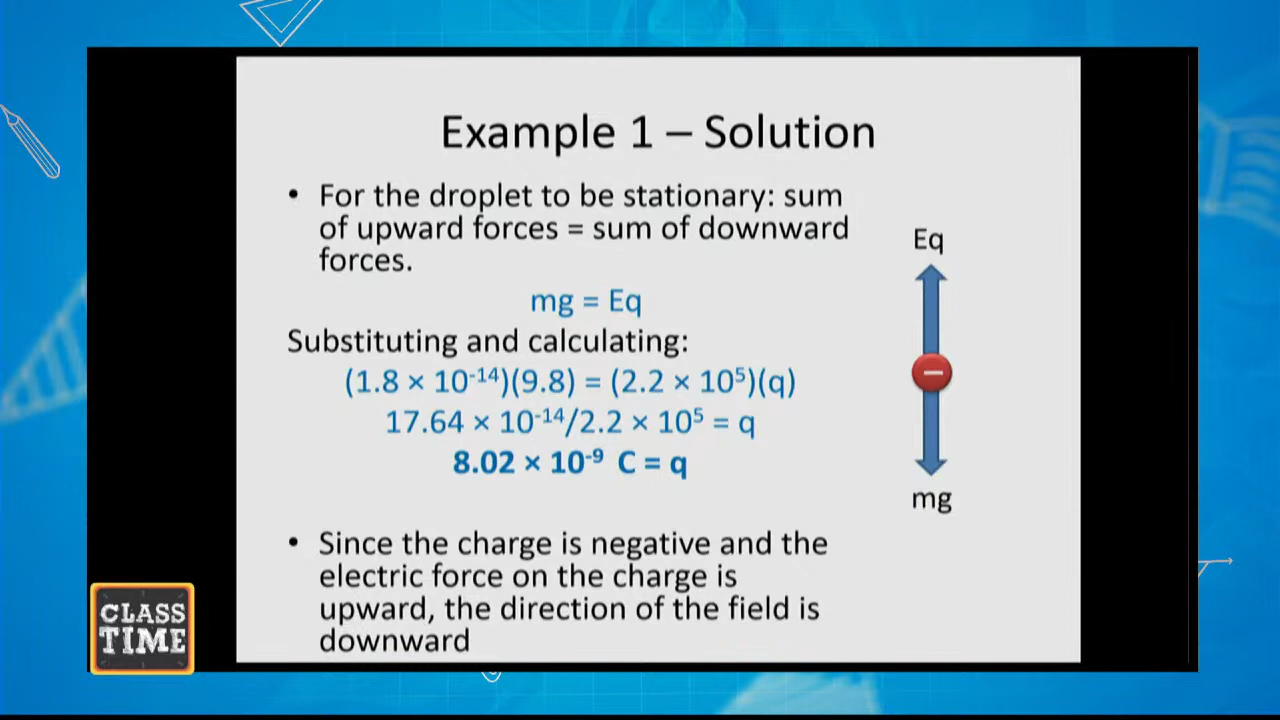 Example 1 – Solution
• For the droplet to be stationary: sum
of upward forces = sum of downward
forces.
mg = Eq
Substituting and calculating:
(1.8 × 10⁻¹⁴)(9.8) = (2.2 × 10⁵)(q)
17.64 × 10⁻¹⁴/2.2 × 10⁵ = q
8.02 × 10⁻⁹ C = q
• Since the charge is negative and the
electric force on the charge is
upward, the direction of the field is
downward
Eq
−
mg
CLASS
TIME